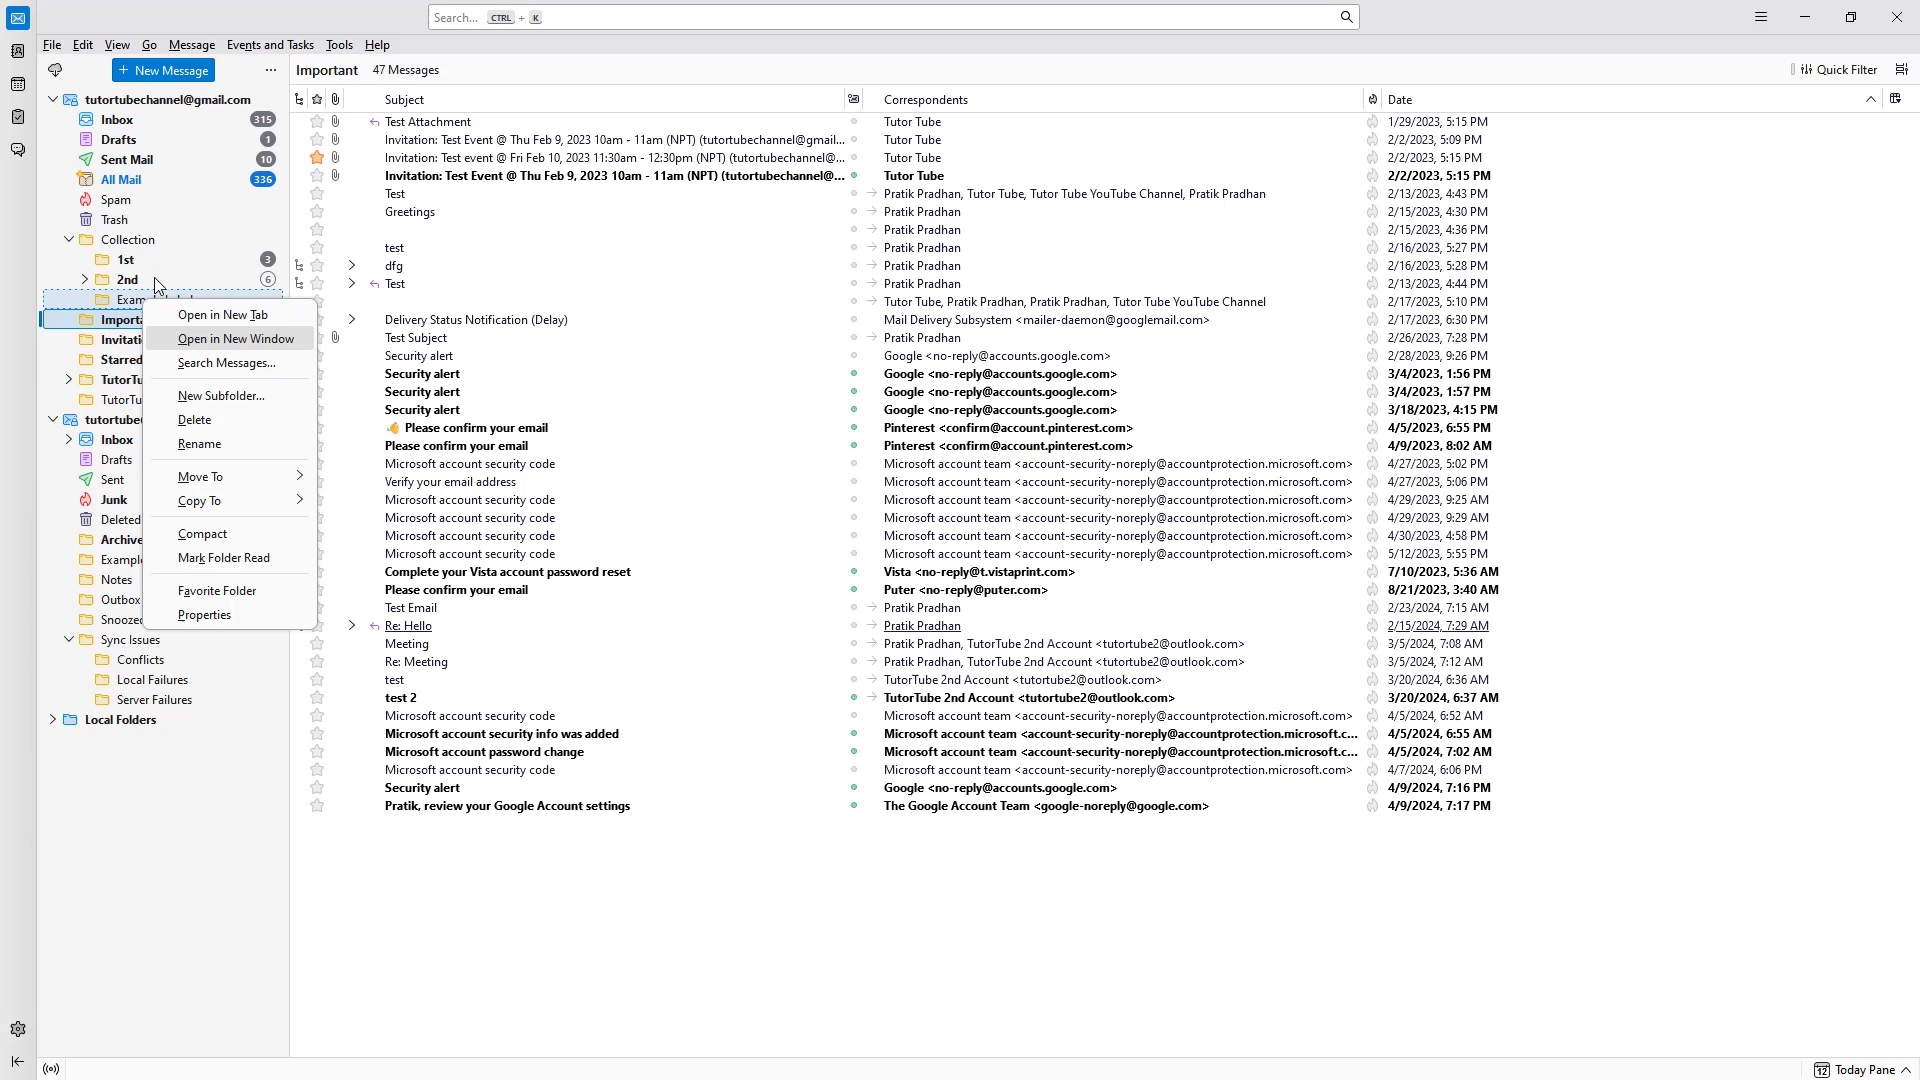 Search... CTRL + K
File Edit View Go Message Events and Tasks Tools Help
New Message
Important 47 Messages
Quick Filter
Subject Correspondents Date
tutortubechannel@gmail.com
Inbox 315
Drafts 1
Sent Mail 10
All Mail 336
Spam
Trash
Collection
1st 3
2nd 6
Exam
Importa
Invitati
Starred
TutorTu
TutorTu
tutortube
Inbox
Drafts
Sent
Junk
Deleted
Archive
Example
Notes
Outbox
Snooze
Sync Issues
Conflicts
Local Failures
Server Failures
Local Folders
Open in New Tab
Open in New Window
Search Messages...
New Subfolder...
Delete
Rename
Move To
Copy To
Compact
Mark Folder Read
Favorite Folder
Properties
Test Attachment Tutor Tube 1/29/2023, 5:15 PM
Invitation: Test Event @ Thu Feb 9, 2023 10am - 11am (NPT) (tutortubechannel@gmail... Tutor Tube 2/2/2023, 5:09 PM
Invitation: Test event @ Fri Feb 10, 2023 11:30am - 12:30pm (NPT) (tutortubechannel@... Tutor Tube 2/2/2023, 5:15 PM
Invitation: Test Event @ Thu Feb 9, 2023 10am - 11am (NPT) (tutortubechannel@... Tutor Tube 2/2/2023, 5:15 PM
Test Pratik Pradhan, Tutor Tube, Tutor Tube YouTube Channel, Pratik Pradhan 2/13/2023, 4:43 PM
Greetings Pratik Pradhan 2/15/2023, 4:30 PM
Pratik Pradhan 2/15/2023, 4:36 PM
test Pratik Pradhan 2/16/2023, 5:27 PM
dfg Pratik Pradhan 2/16/2023, 5:28 PM
Test Pratik Pradhan 2/13/2023, 4:44 PM
Tutor Tube, Pratik Pradhan, Pratik Pradhan, Tutor Tube YouTube Channel 2/17/2023, 5:10 PM
Delivery Status Notification (Delay) Mail Delivery Subsystem <mailer-daemon@googlemail.com> 2/17/2023, 6:30 PM
Test Subject Pratik Pradhan 2/26/2023, 7:28 PM
Security alert Google <no-reply@accounts.google.com> 2/28/2023, 9:26 PM
Security alert Google <no-reply@accounts.google.com> 3/4/2023, 1:56 PM
Security alert Google <no-reply@accounts.google.com> 3/4/2023, 1:57 PM
Security alert Google <no-reply@accounts.google.com> 3/18/2023, 4:15 PM
Please confirm your email Pinterest <confirm@account.pinterest.com> 4/5/2023, 6:55 PM
Please confirm your email Pinterest <confirm@account.pinterest.com> 4/9/2023, 8:02 AM
Microsoft account security code Microsoft account team <account-security-noreply@accountprotection.microsoft.com> 4/27/2023, 5:02 PM
Verify your email address Microsoft account team <account-security-noreply@accountprotection.microsoft.com> 4/27/2023, 5:06 PM
Microsoft account security code Microsoft account team <account-security-noreply@accountprotection.microsoft.com> 4/29/2023, 9:25 AM
Microsoft account security code Microsoft account team <account-security-noreply@accountprotection.microsoft.com> 4/29/2023, 9:29 AM
Microsoft account security code Microsoft account team <account-security-noreply@accountprotection.microsoft.com> 4/30/2023, 4:58 PM
Microsoft account security code Microsoft account team <account-security-noreply@accountprotection.microsoft.com> 5/12/2023, 5:55 PM
Complete your Vista account password reset Vista <no-reply@t.vistaprint.com> 7/10/2023, 5:36 AM
Please confirm your email Puter <no-reply@puter.com> 8/21/2023, 3:40 AM
Test Email Pratik Pradhan 2/23/2024, 7:15 AM
Re: Hello Pratik Pradhan 2/15/2024, 7:29 AM
Meeting Pratik Pradhan, TutorTube 2nd Account <tutortube2@outlook.com> 3/5/2024, 7:08 AM
Re: Meeting Pratik Pradhan, TutorTube 2nd Account <tutortube2@outlook.com> 3/5/2024, 7:12 AM
test TutorTube 2nd Account <tutortube2@outlook.com> 3/20/2024, 6:36 AM
test 2 TutorTube 2nd Account <tutortube2@outlook.com> 3/20/2024, 6:37 AM
Microsoft account security code Microsoft account team <account-security-noreply@accountprotection.microsoft.com> 4/5/2024, 6:52 AM
Microsoft account security info was added Microsoft account team <account-security-noreply@accountprotection.microsoft.c... 4/5/2024, 6:55 AM
Microsoft account password change Microsoft account team <account-security-noreply@accountprotection.microsoft.c... 4/5/2024, 7:02 AM
Microsoft account security code Microsoft account team <account-security-noreply@accountprotection.microsoft.com> 4/7/2024, 6:06 PM
Security alert Google <no-reply@accounts.google.com> 4/9/2024, 7:16 PM
Pratik, review your Google Account settings The Google Account Team <google-noreply@google.com> 4/9/2024, 7:17 PM
12 Today Pane